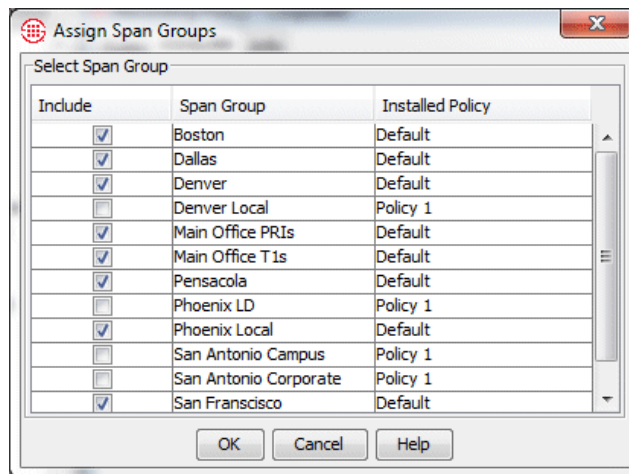 Assign Span Groups
Select Span Group
Include Span Group Installed Policy
Boston Default
Dallas Default
Denver Default
Denver Local Policy 1
Main Office PRIs Default
Main Office T1s Default
Pensacola Default
Phoenix LD Policy 1
Phoenix Local Default
San Antonio Campus Policy 1
San Antonio Corporate Policy 1
San Franscisco Default
OK Cancel Help